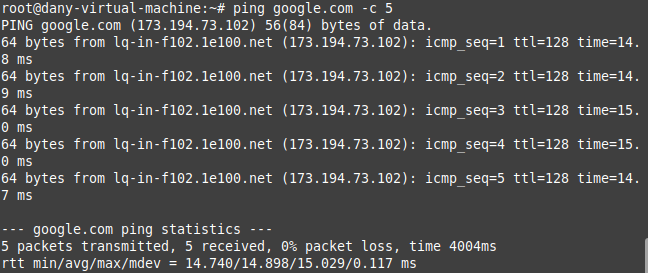 root@dany-virtual-machine:~# ping google.com -c 5
PING google.com (173.194.73.102) 56(84) bytes of data.
64 bytes from lq-in-f102.1e100.net (173.194.73.102): icmp_seq=1 ttl=128 time=14.
8 ms
64 bytes from lq-in-f102.1e100.net (173.194.73.102): icmp_seq=2 ttl=128 time=14.
9 ms
64 bytes from lq-in-f102.1e100.net (173.194.73.102): icmp_seq=3 ttl=128 time=15.
0 ms
64 bytes from lq-in-f102.1e100.net (173.194.73.102): icmp_seq=4 ttl=128 time=15.
0 ms
64 bytes from lq-in-f102.1e100.net (173.194.73.102): icmp_seq=5 ttl=128 time=14.
7 ms

--- google.com ping statistics ---
5 packets transmitted, 5 received, 0% packet loss, time 4004ms
rtt min/avg/max/mdev = 14.740/14.898/15.029/0.117 ms